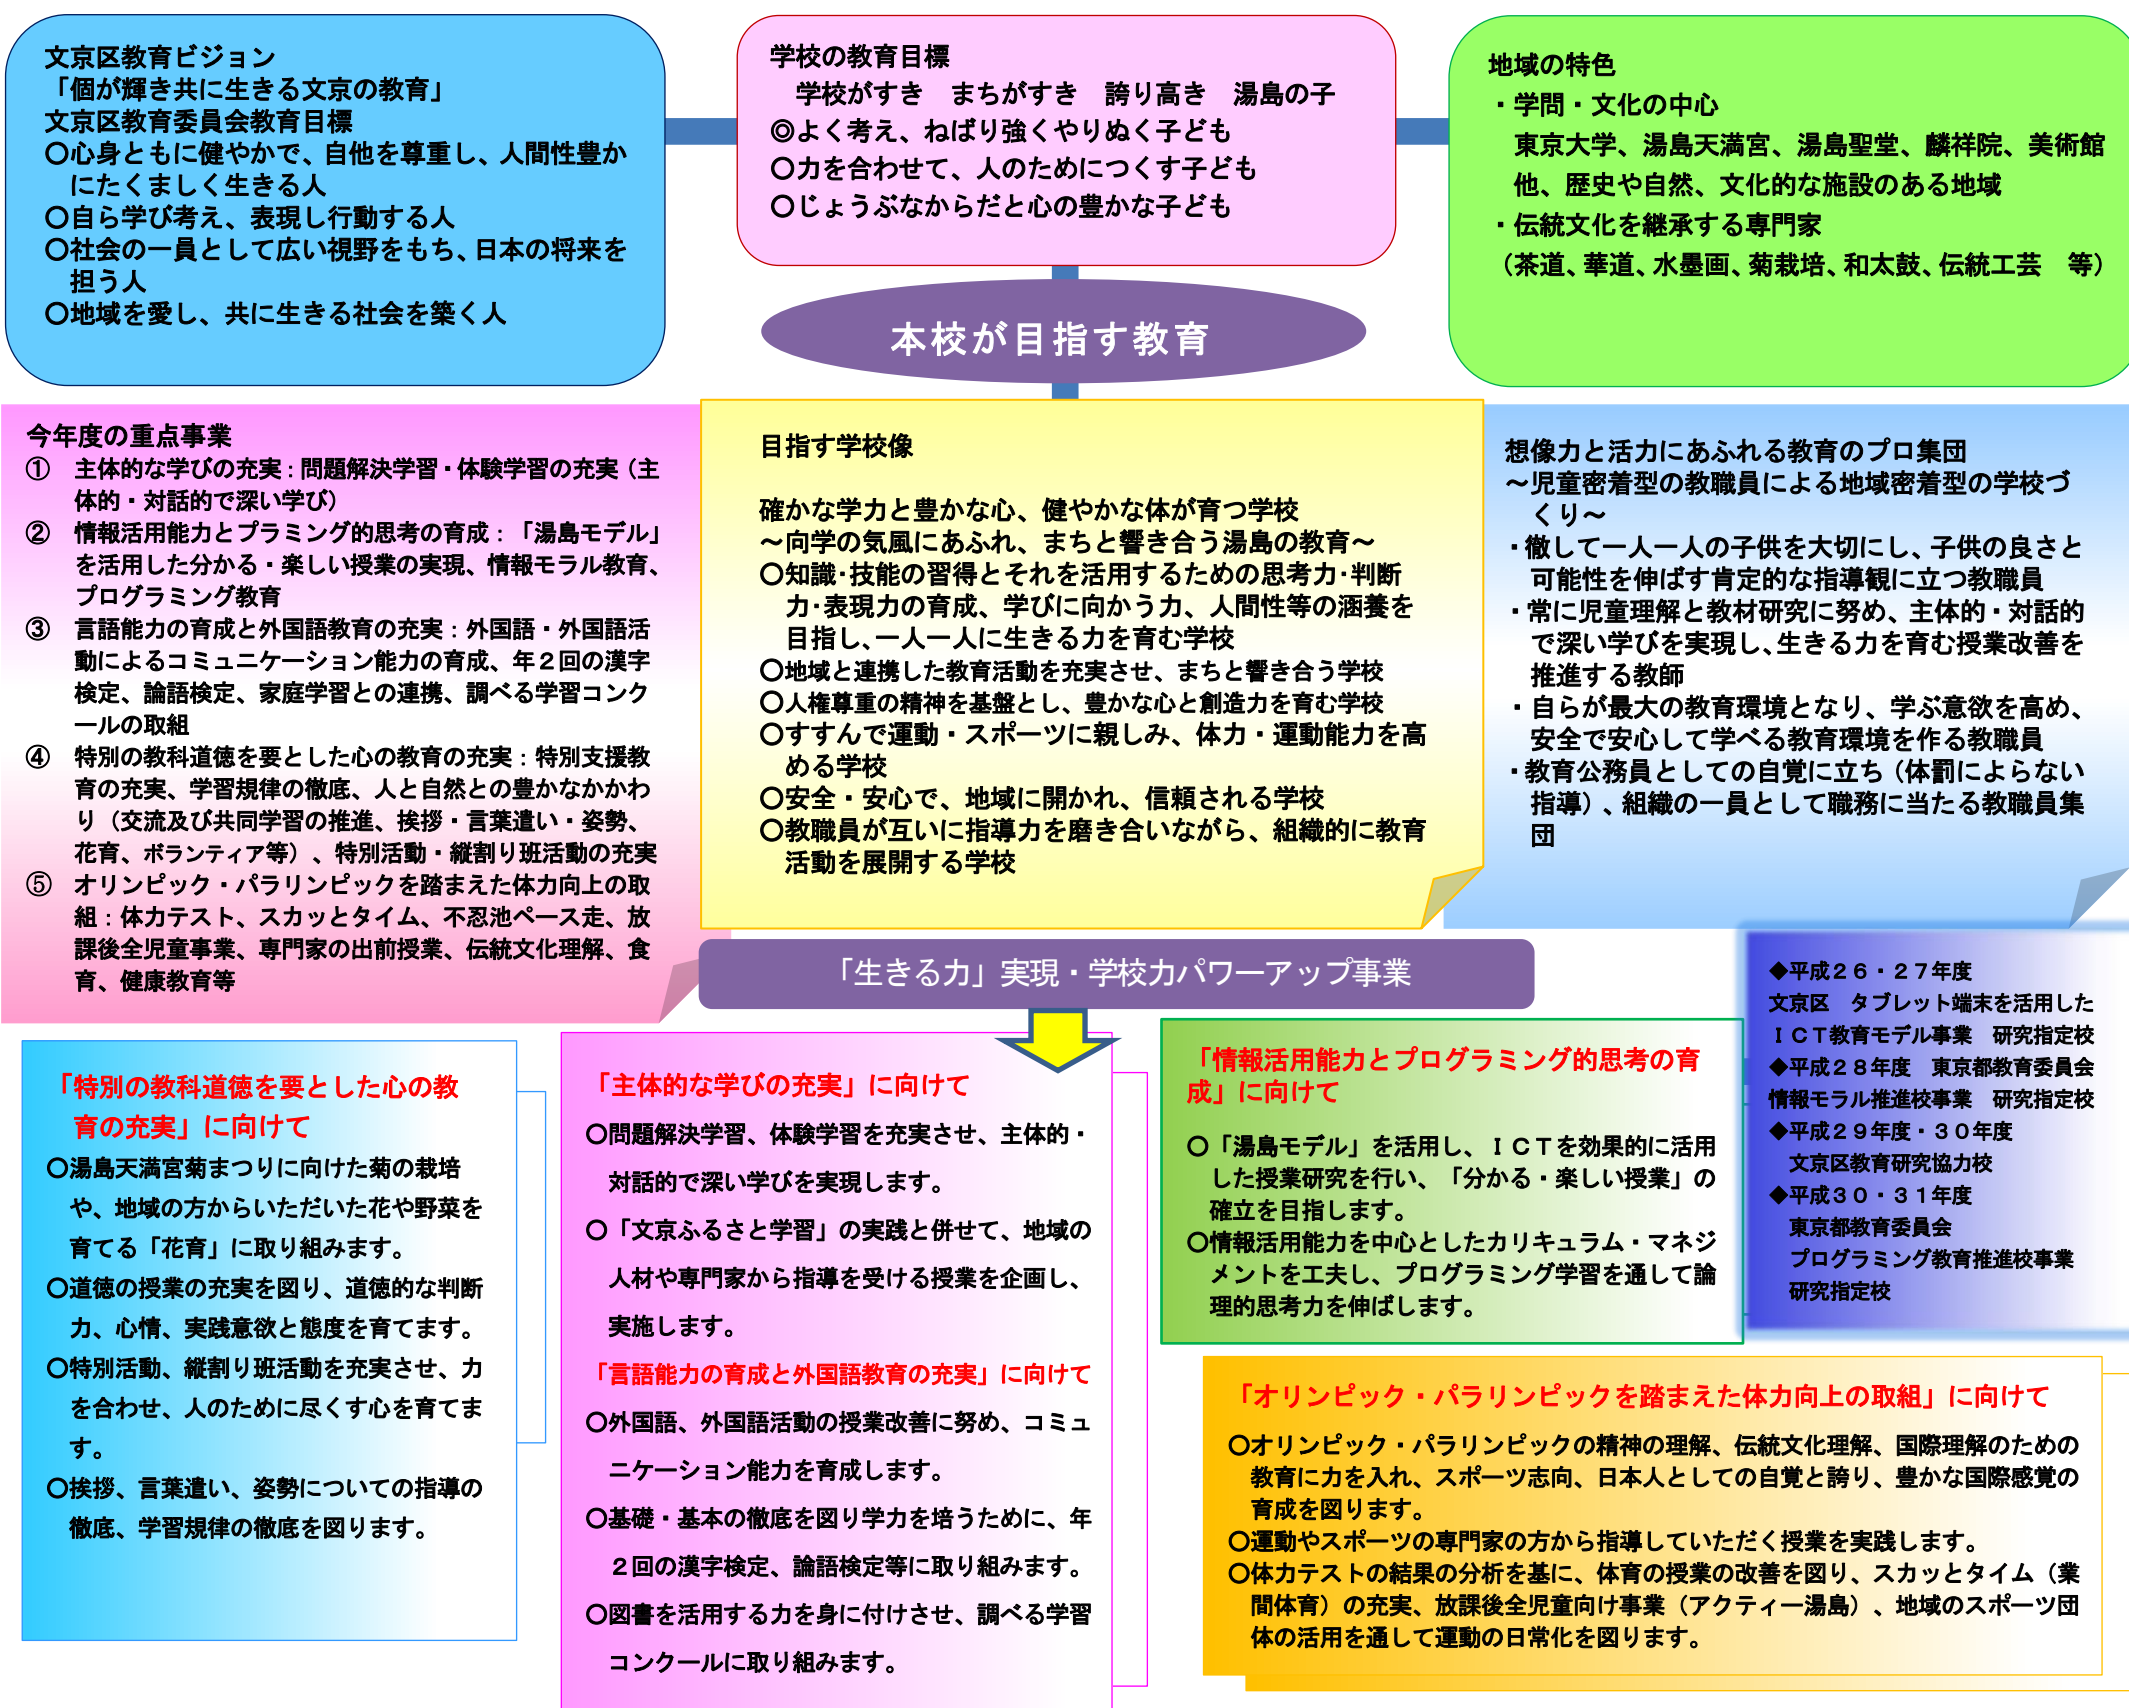 文京区教育ビジョン
「個が輝き共に生きる文京の教育」
文京区教育委員会教育目標
○心身ともに健やかで、自他を尊重し、人間性豊か
にたくましく生きる人
○自ら学び考え、表現し行動する人
○社会の一員として広い視野をもち、日本の将来を
担う人
○地域を愛し、共に生きる社会を築く人
学校の教育目標
学校がすき　まちがすき　誇り高き　湯島の子
◎よく考え、ねばり強くやりぬく子ども
○力を合わせて、人のためにつくす子ども
○じょうぶなからだと心の豊かな子ども
地域の特色
・学問・文化の中心
東京大学、湯島天満宮、湯島聖堂、麟祥院、美術館
他、歴史や自然、文化的な施設のある地域
・伝統文化を継承する専門家
（茶道、華道、水墨画、菊栽培、和太鼓、伝統工芸　等）
本校が目指す教育
今年度の重点事業
①　主体的な学びの充実：問題解決学習・体験学習の充実（主
体的・対話的で深い学び）
②　情報活用能力とプラミング的思考の育成：「湯島モデル」
を活用した分かる・楽しい授業の実現、情報モラル教育、
プログラミング教育
③　言語能力の育成と外国語教育の充実：外国語・外国語活
動によるコミュニケーション能力の育成、年２回の漢字
検定、論語検定、家庭学習との連携、調べる学習コンク
ールの取組
④　特別の教科道徳を要とした心の教育の充実：特別支援教
育の充実、学習規律の徹底、人と自然との豊かなかかわ
り（交流及び共同学習の推進、挨拶・言葉遣い・姿勢、
花育、ボランティア等）、特別活動・縦割り班活動の充実
⑤　オリンピック・パラリンピックを踏まえた体力向上の取
組：体力テスト、スカッとタイム、不忍池ペース走、放
課後全児童事業、専門家の出前授業、伝統文化理解、食
育、健康教育等
目指す学校像
確かな学力と豊かな心、健やかな体が育つ学校
～向学の気風にあふれ、まちと響き合う湯島の教育～
○知識･技能の習得とそれを活用するための思考力･判断
力･表現力の育成、学びに向かう力、人間性等の涵養を
目指し、一人一人に生きる力を育む学校
○地域と連携した教育活動を充実させ、まちと響き合う学校
○人権尊重の精神を基盤とし、豊かな心と創造力を育む学校
○すすんで運動・スポーツに親しみ、体力・運動能力を高
める学校
○安全・安心で、地域に開かれ、信頼される学校
○教職員が互いに指導力を磨き合いながら、組織的に教育
活動を展開する学校
想像力と活力にあふれる教育のプロ集団
～児童密着型の教職員による地域密着型の学校づ
くり～
・徹して一人一人の子供を大切にし、子供の良さと
可能性を伸ばす肯定的な指導観に立つ教職員
・常に児童理解と教材研究に努め、主体的・対話的
で深い学びを実現し、生きる力を育む授業改善を
推進する教師
・自らが最大の教育環境となり、学ぶ意欲を高め、
安全で安心して学べる教育環境を作る教職員
・教育公務員としての自覚に立ち（体罰によらない
指導）、組織の一員として職務に当たる教職員集
団
「生きる力」実現・学校力パワーアップ事業
◆平成２６・２７年度
文京区　タブレット端末を活用した
ＩＣＴ教育モデル事業　研究指定校
◆平成２８年度　東京都教育委員会
情報モラル推進校事業　研究指定校
◆平成２９年度・３０年度
文京区教育研究協力校
◆平成３０・３１年度
東京都教育委員会
プログラミング教育推進校事業
研究指定校
「特別の教科道徳を要とした心の教
育の充実」に向けて
○湯島天満宮菊まつりに向けた菊の栽培
や、地域の方からいただいた花や野菜を
育てる「花育」に取り組みます。
○道徳の授業の充実を図り、道徳的な判断
力、心情、実践意欲と態度を育てます。
○特別活動、縦割り班活動を充実させ、力
を合わせ、人のために尽くす心を育てま
す。
○挨拶、言葉遣い、姿勢についての指導の
徹底、学習規律の徹底を図ります。
「主体的な学びの充実」に向けて
○問題解決学習、体験学習を充実させ、主体的・
対話的で深い学びを実現します。
○「文京ふるさと学習」の実践と併せて、地域の
人材や専門家から指導を受ける授業を企画し、
実施します。
「言語能力の育成と外国語教育の充実」に向けて
○外国語、外国語活動の授業改善に努め、コミュ
ニケーション能力を育成します。
○基礎・基本の徹底を図り学力を培うために、年
２回の漢字検定、論語検定等に取り組みます。
○図書を活用する力を身に付けさせ、調べる学習
コンクールに取り組みます。
「情報活用能力とプログラミング的思考の育
成」に向けて
○「湯島モデル」を活用し、ＩＣＴを効果的に活用
した授業研究を行い、「分かる・楽しい授業」の
確立を目指します。
○情報活用能力を中心としたカリキュラム・マネジ
メントを工夫し、プログラミング学習を通して論
理的思考力を伸ばします。
「オリンピック・パラリンピックを踏まえた体力向上の取組」に向けて
○オリンピック・パラリンピックの精神の理解、伝統文化理解、国際理解のための
教育に力を入れ、スポーツ志向、日本人としての自覚と誇り、豊かな国際感覚の
育成を図ります。
○運動やスポーツの専門家の方から指導していただく授業を実践します。
○体力テストの結果の分析を基に、体育の授業の改善を図り、スカッとタイム（業
間体育）の充実、放課後全児童向け事業（アクティー湯島）、地域のスポーツ団
体の活用を通して運動の日常化を図ります。